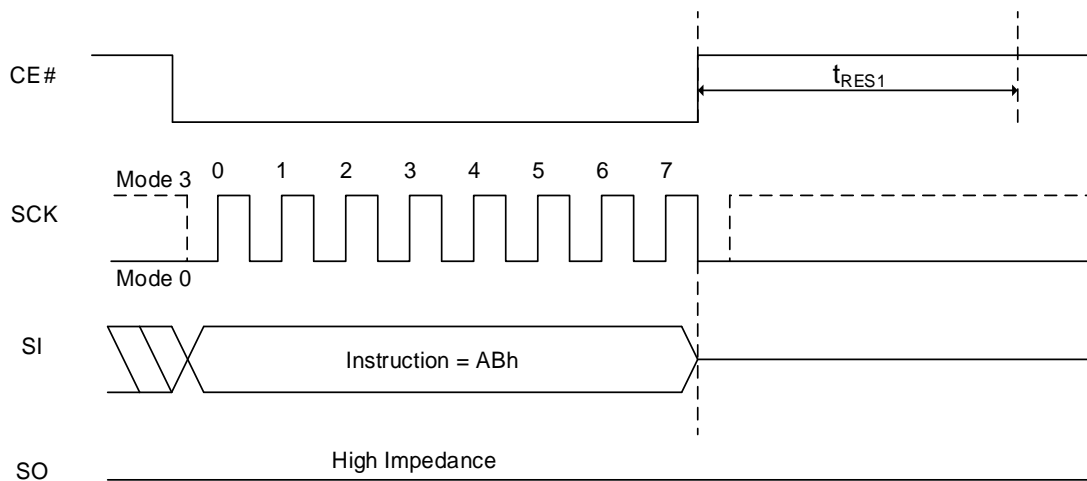 CE#
tRES1
0 1 2 3 4 5 6 7
Mode 3
SCK
Mode 0
SI
Instruction = ABh
High Impedance
SO